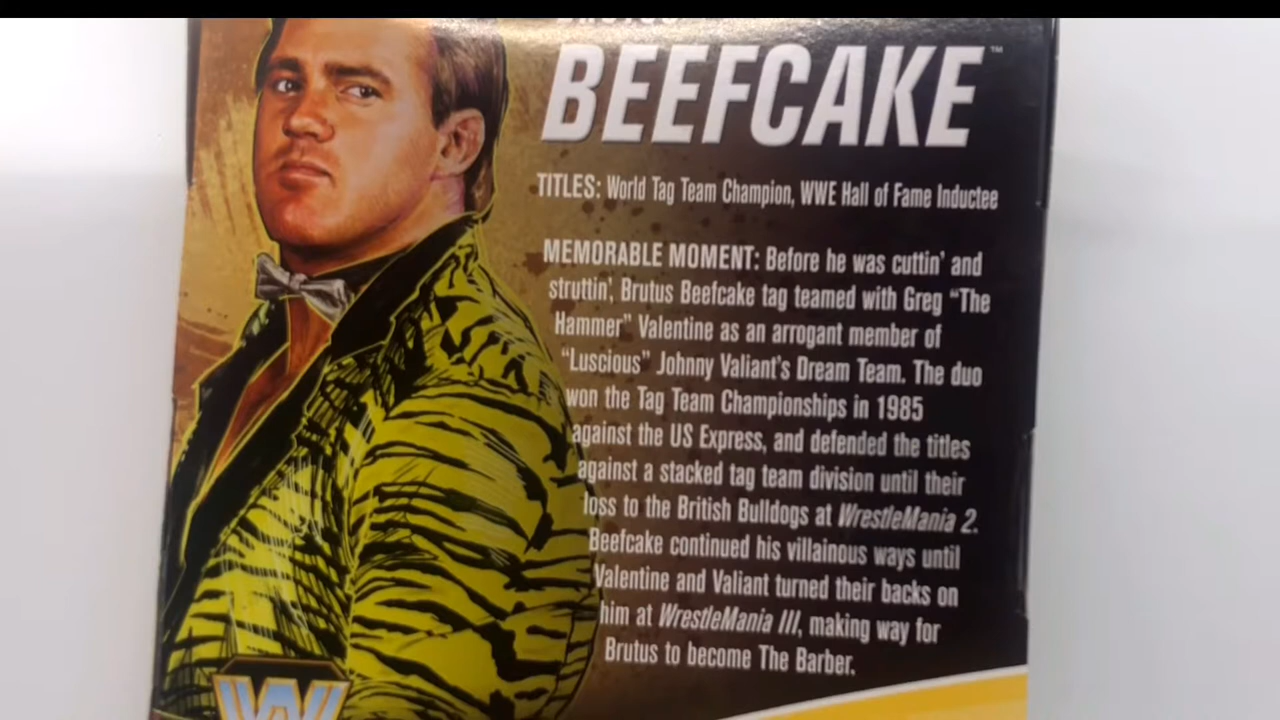 BEEFCAKE™
TITLES: World Tag Team Champion, WWE Hall of Fame Inductee
MEMORABLE MOMENT: Before he was cuttin' and
struttin', Brutus Beefcake tag teamed with Greg "The
Hammer" Valentine as an arrogant member of
"Luscious" Johnny Valiant's Dream Team. The duo
won the Tag Team Championships in 1985
against the US Express, and defended the titles
against a stacked tag team division until their
loss to the British Bulldogs at WrestleMania 2.
Beefcake continued his villainous ways until
Valentine and Valiant turned their backs on
him at WrestleMania III, making way for
Brutus to become The Barber.
W